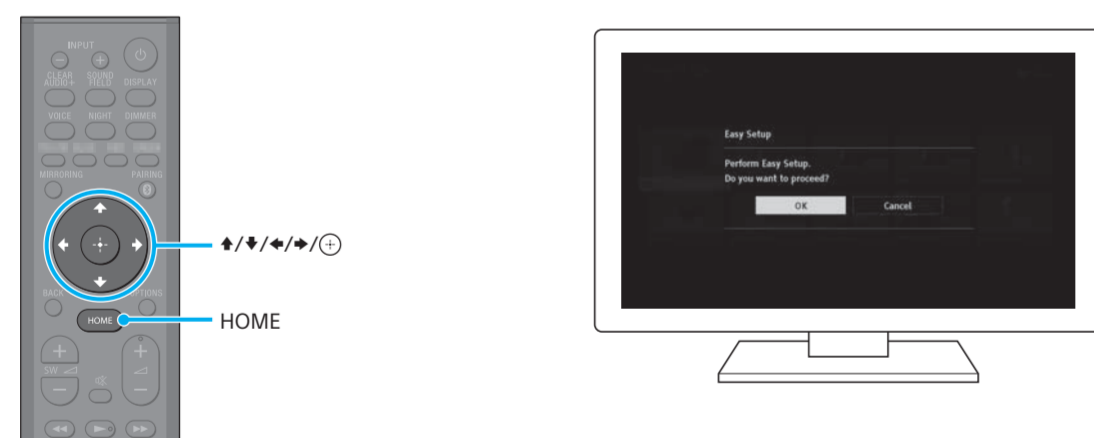 INPUT
CLEAR AUDIO+
SOUND FIELD
DISPLAY
VOICE
NIGHT
DIMMER
MIRRORING
PAIRING
BACK
OPTIONS
HOME
SW
↑/↓/←/→/
HOME
Easy Setup
Perform Easy Setup.
Do you want to proceed?
OK
Cancel